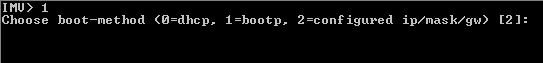 IMV> 1
Choose boot-method (0=dhcp, 1=bootp, 2=configured ip/mask/gw) [2]: